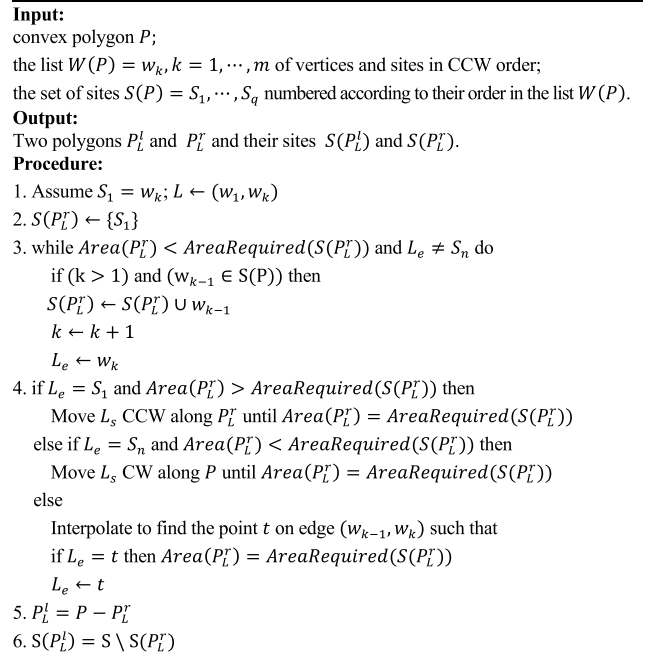 Input:
convex polygon P;
the list W(P) = w_k, k = 1, ⋯, m of vertices and sites in CCW order;
the set of sites S(P) = S_1, ⋯, S_q numbered according to their order in the list W(P).
Output:
Two polygons P_L^l and P_L^r and their sites S(P_L^l) and S(P_L^r).
Procedure:
1. Assume S_1 = w_k; L ← (w_1, w_k)
2. S(P_L^r) ← {S_1}
3. while Area(P_L^r) < AreaRequired(S(P_L^r)) and L_e ≠ S_n do
if (k > 1) and (w_{k−1} ∈ S(P)) then
S(P_L^r) ← S(P_L^r) ∪ w_{k−1}
k ← k + 1
L_e ← w_k
4. if L_e = S_1 and Area(P_L^r) > AreaRequired(S(P_L^r)) then
Move L_s CCW along P_L^r until Area(P_L^r) = AreaRequired(S(P_L^r))
else if L_e = S_n and Area(P_L^r) < AreaRequired(S(P_L^r)) then
Move L_s CW along P until Area(P_L^r) = AreaRequired(S(P_L^r))
else
Interpolate to find the point t on edge (w_{k−1}, w_k) such that
if L_e = t then Area(P_L^r) = AreaRequired(S(P_L^r))
L_e ← t
5. P_L^l = P − P_L^r
6. S(P_L^l) = S \ S(P_L^r)